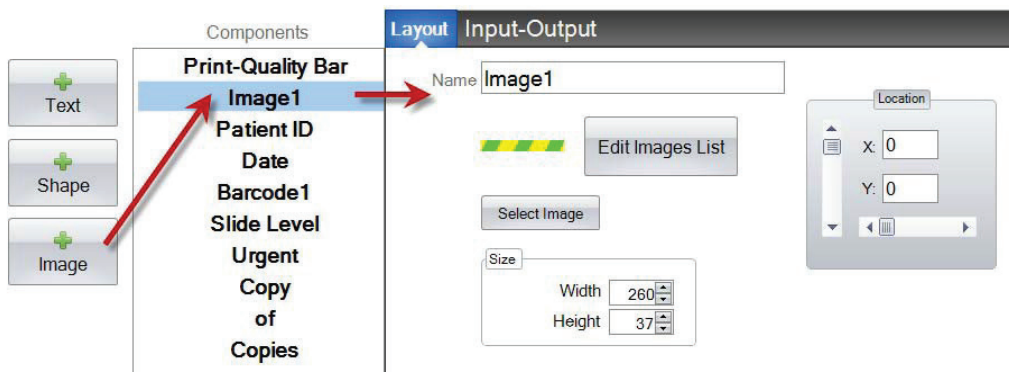 Components
Layout Input-Output
Text
Shape
Image
Print-Quality Bar
Image1
Patient ID
Date
Barcode1
Slide Level
Urgent
Copy
of
Copies
Name Image1
Edit Images List
Select Image
Size
Width 260
Height 37
Location
X: 0
Y: 0